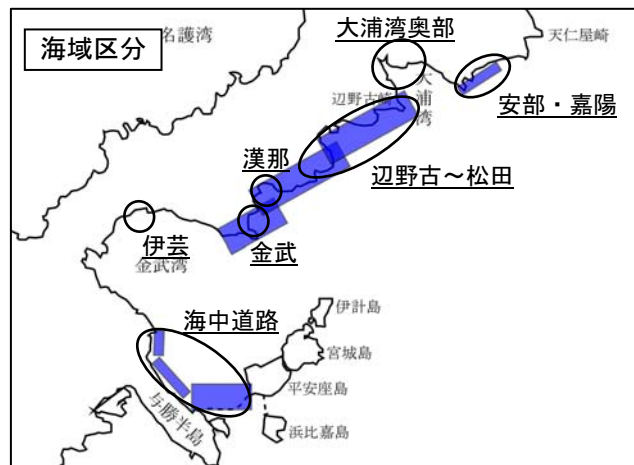 海域区分
名護湾
大浦湾奥部
天仁屋崎
辺野古崎
大浦湾
安部・嘉陽
漢那
辺野古～松田
伊芸
金武湾
金武
海中道路
伊計島
宮城島
平安座島
与勝半島
浜比嘉島